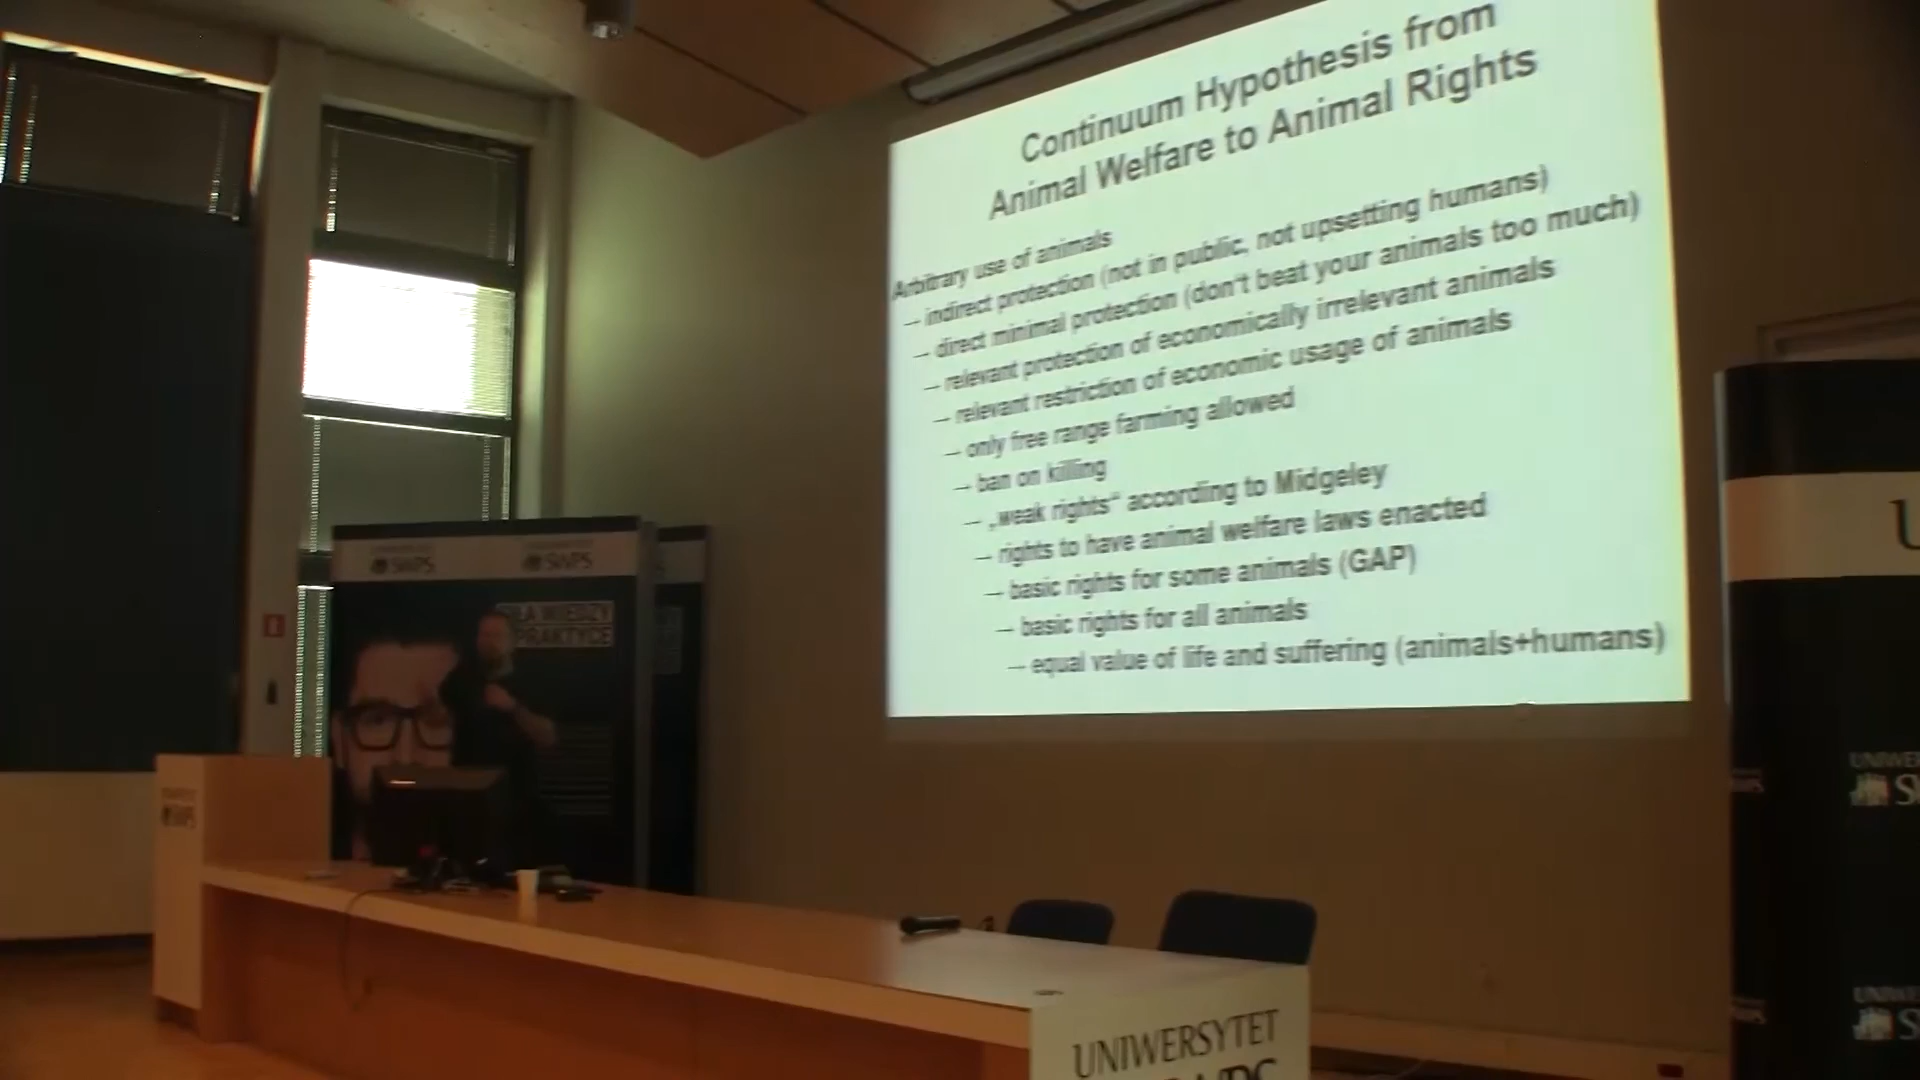 Continuum Hypothesis from
Animal Welfare to Animal Rights
Arbitrary use of animals
→ indirect protection (not in public, not upsetting humans)
→ direct minimal protection (don't beat your animals too much)
→ relevant protection of economically irrelevant animals
→ relevant restriction of economic usage of animals
→ only free range farming allowed
→ ban on killing
→ „weak rights“ according to Midgeley
→ rights to have animal welfare laws enacted
→ basic rights for some animals (GAP)
→ basic rights for all animals
→ equal value of life and suffering (animals+humans)
SWPS
SWPS
PRAKTYCE
SWPS
UNIWERSYTET
U
UNIWER
S
UNIWE
S